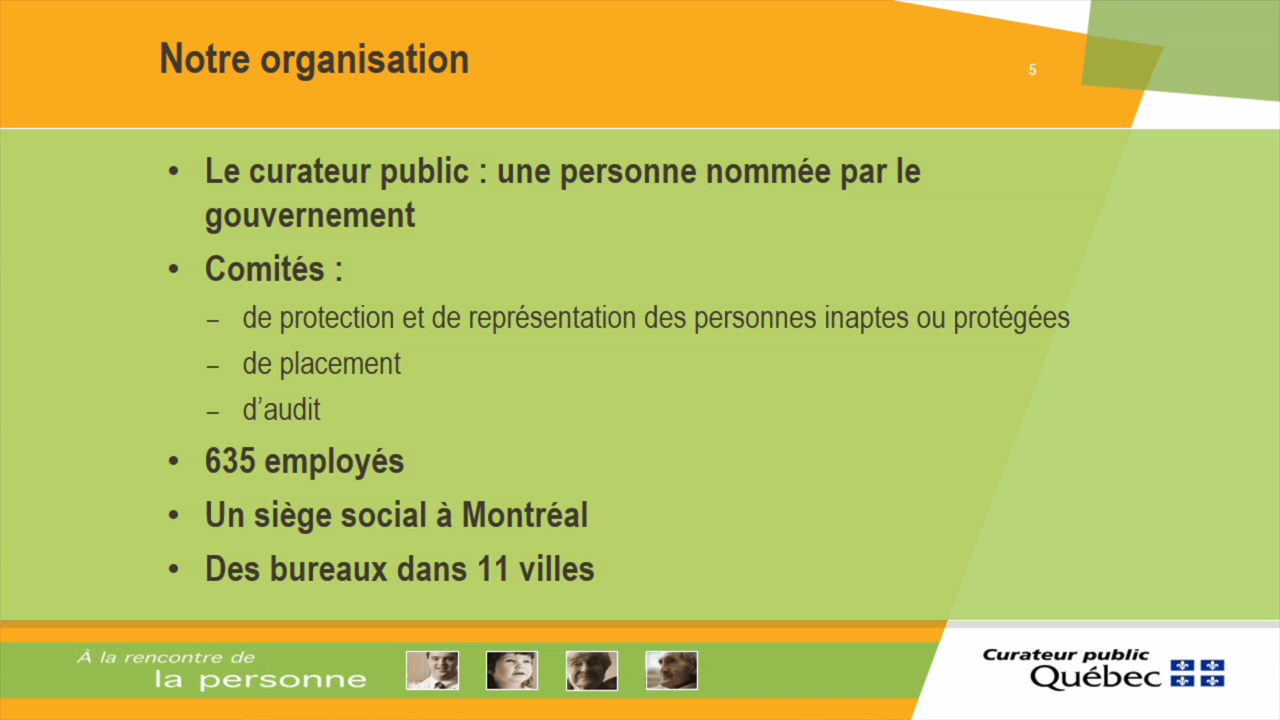 Notre organisation
5
• Le curateur public : une personne nommée par le
gouvernement
• Comités :
– de protection et de représentation des personnes inaptes ou protégées
– de placement
– d’audit
• 635 employés
• Un siège social à Montréal
• Des bureaux dans 11 villes
À la rencontre de
la personne
Curateur public
Québec